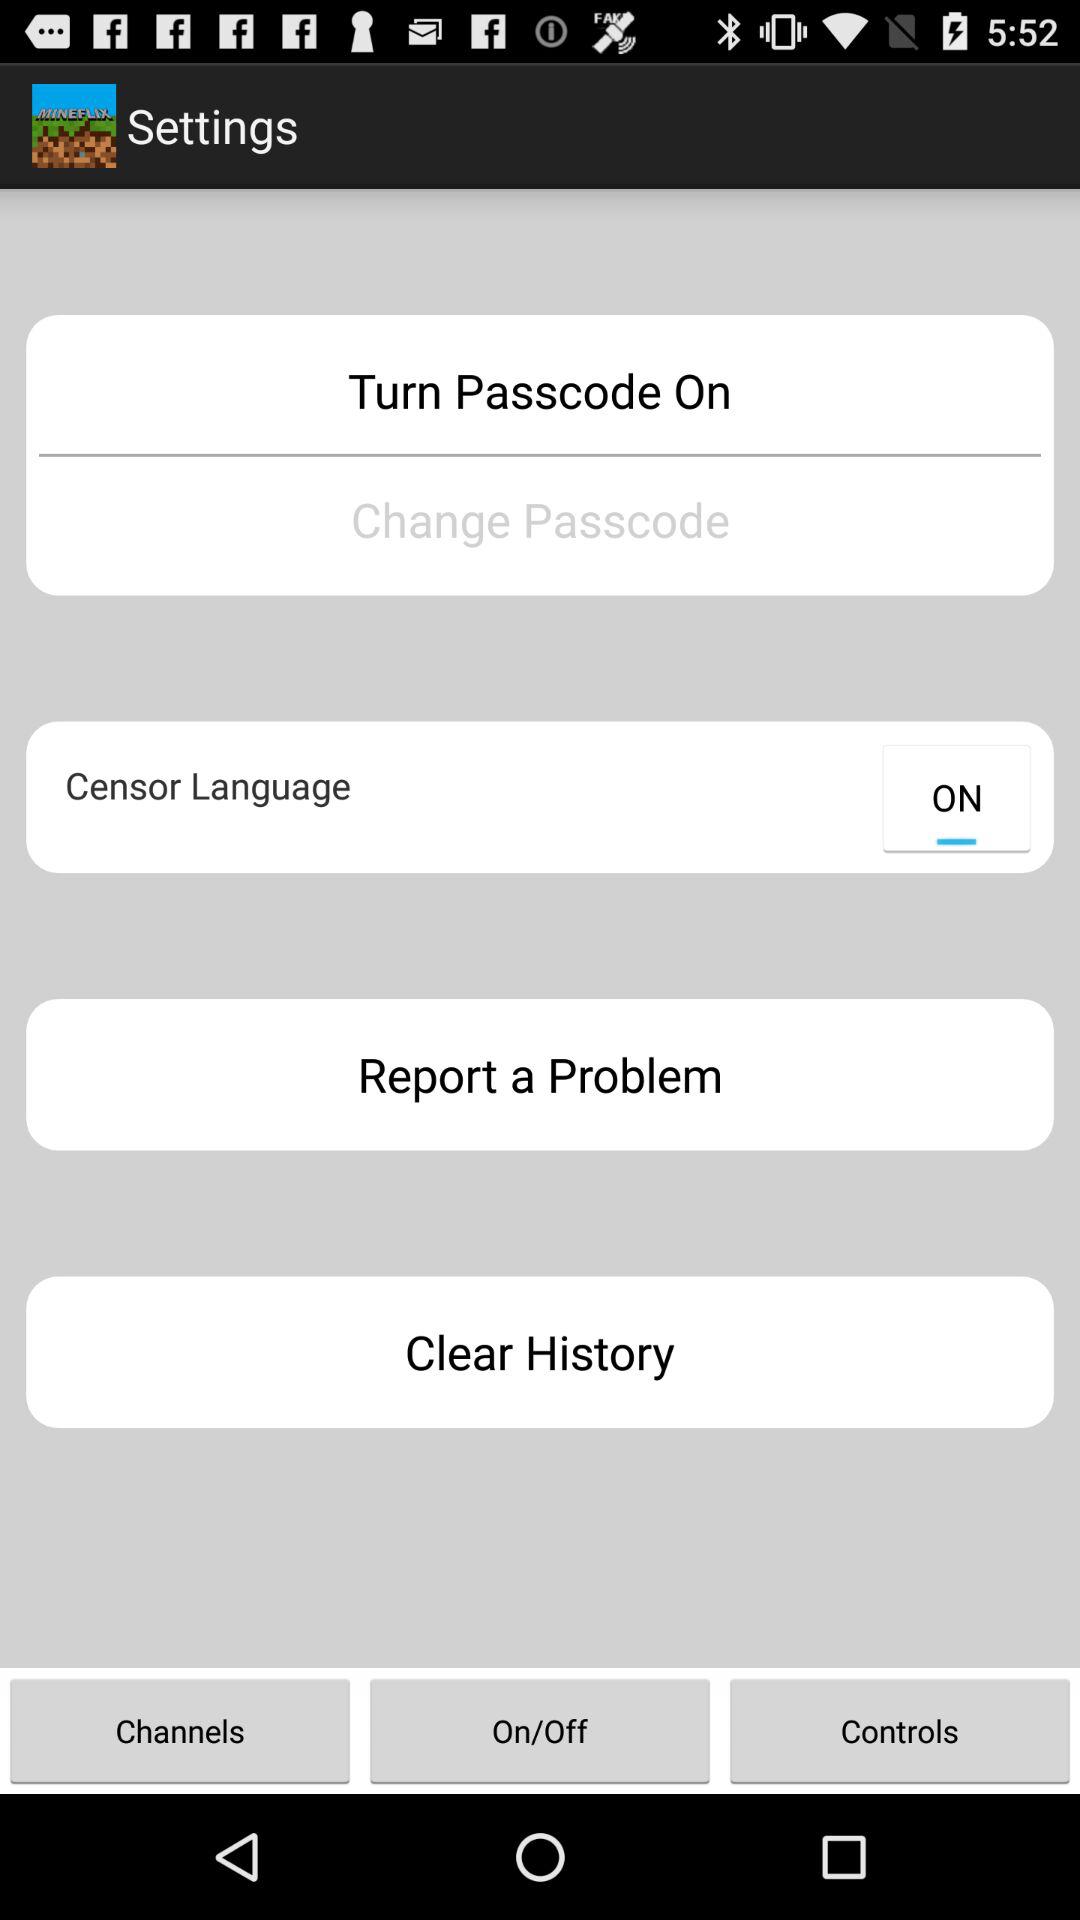 FAKE
5:52
MINEFLIX
Settings
Turn Passcode On
Change Passcode
Censor Language
ON
Report a Problem
Clear History
Channels
On/Off
Controls